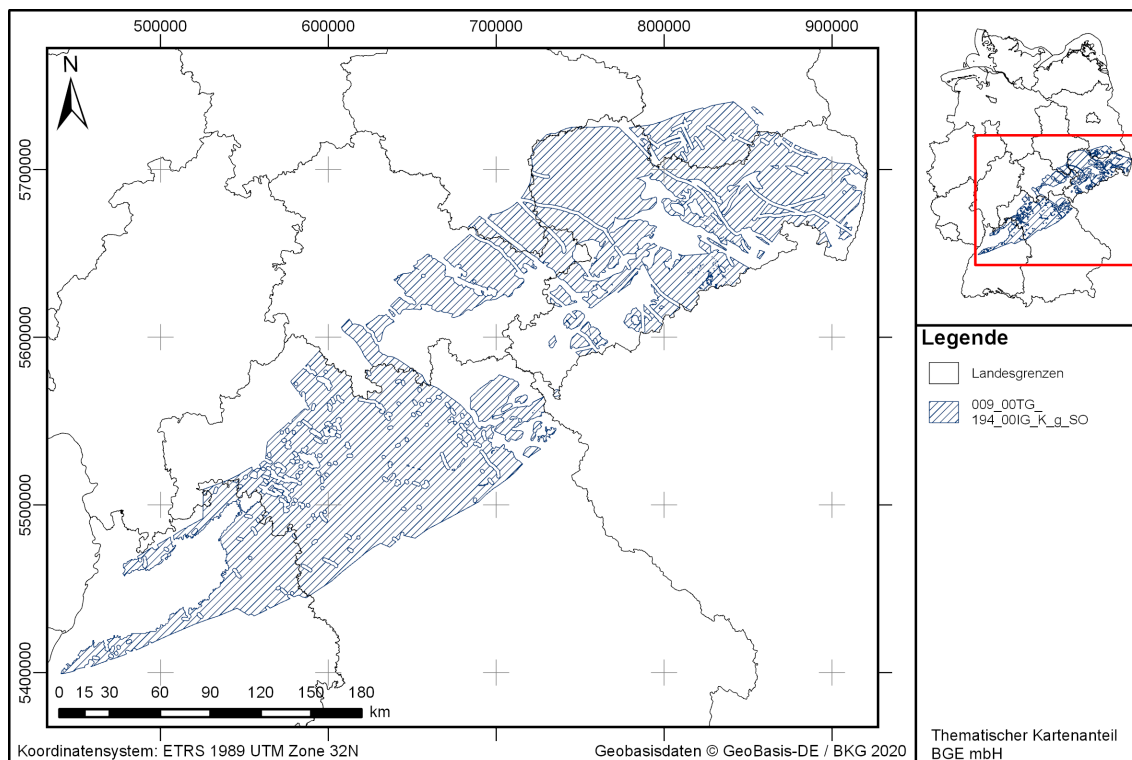 500000 600000 700000 800000 900000
N
5700000
5600000
5500000
5400000
0 15 30 60 90 120 150 180
km
Koordinatensystem: ETRS 1989 UTM Zone 32N
Geobasisdaten © GeoBasis-DE / BKG 2020
Legende
Landesgrenzen
009_00TG_
194_00IG_K_g_SO
Thematischer Kartenanteil
BGE mbH